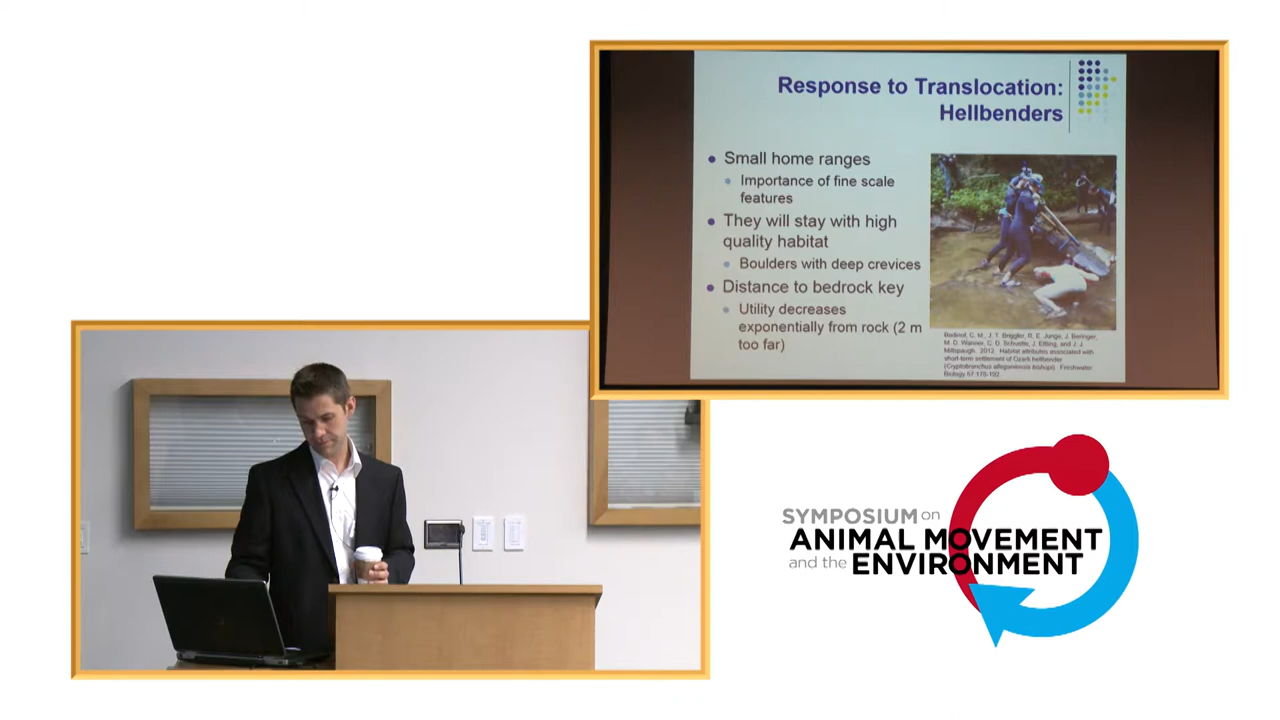 Response to Translocation:
Hellbenders
Small home ranges
Importance of fine scale
features
They will stay with high
quality habitat
Boulders with deep crevices
Distance to bedrock key
Utility decreases
exponentially from rock (2 m
too far)
Bodinof, C. M., J. T. Briggler, R. E. Junge, J. Beringer,
M. D. Wanner, C. D. Schuette, J. Ettling, and J. J.
Millspaugh. 2012. Habitat attributes associated with
short-term settlement of Ozark hellbender
(Cryptobranchus alleganiensis bishopi) Freshwater
Biology 57:178-192.
SYMPOSIUM on
ANIMAL MOVEMENT
and the ENVIRONMENT